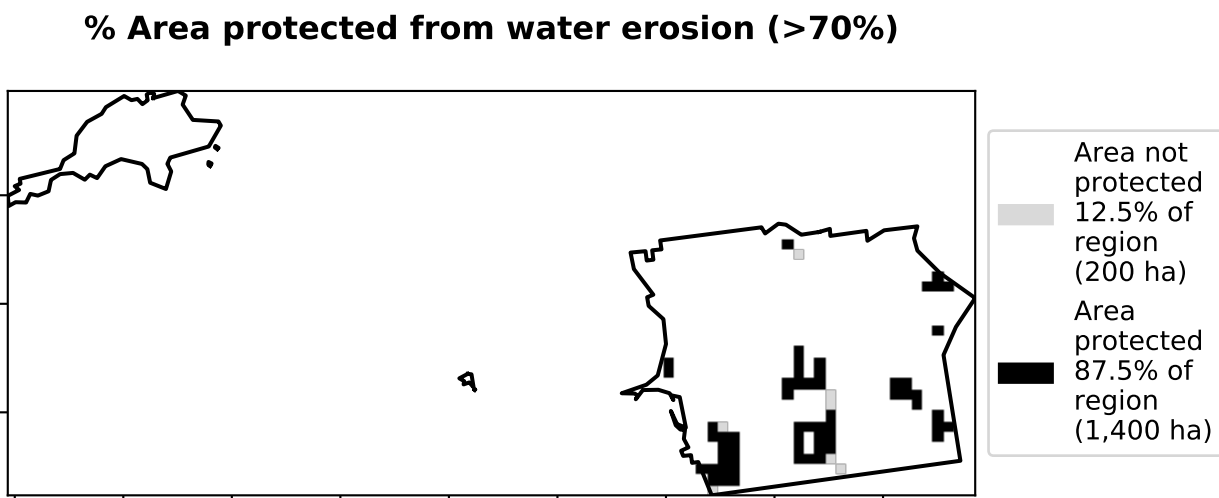 % Area protected from water erosion (>70%)
Area not
protected
12.5% of
region
(200 ha)
Area
protected
87.5% of
region
(1,400 ha)